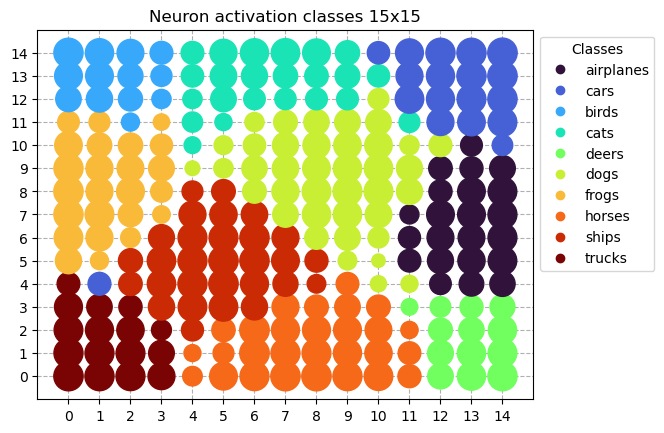 Neuron activation classes 15x15
14
13
12
11
10
9
8
7
6
5
4
3
2
1
0
0 1 2 3 4 5 6 7 8 9 10 11 12 13 14
Classes
airplanes
cars
birds
cats
deers
dogs
frogs
horses
ships
trucks